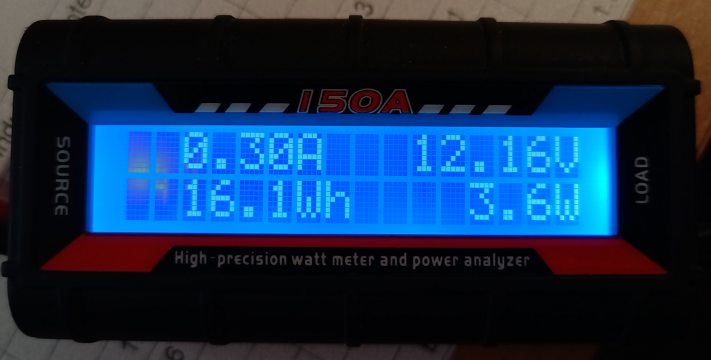 150A
SOURCE
0.30A 12.16V
16.1Wh 3.6W
LOAD
High-precision watt meter and power analyzer